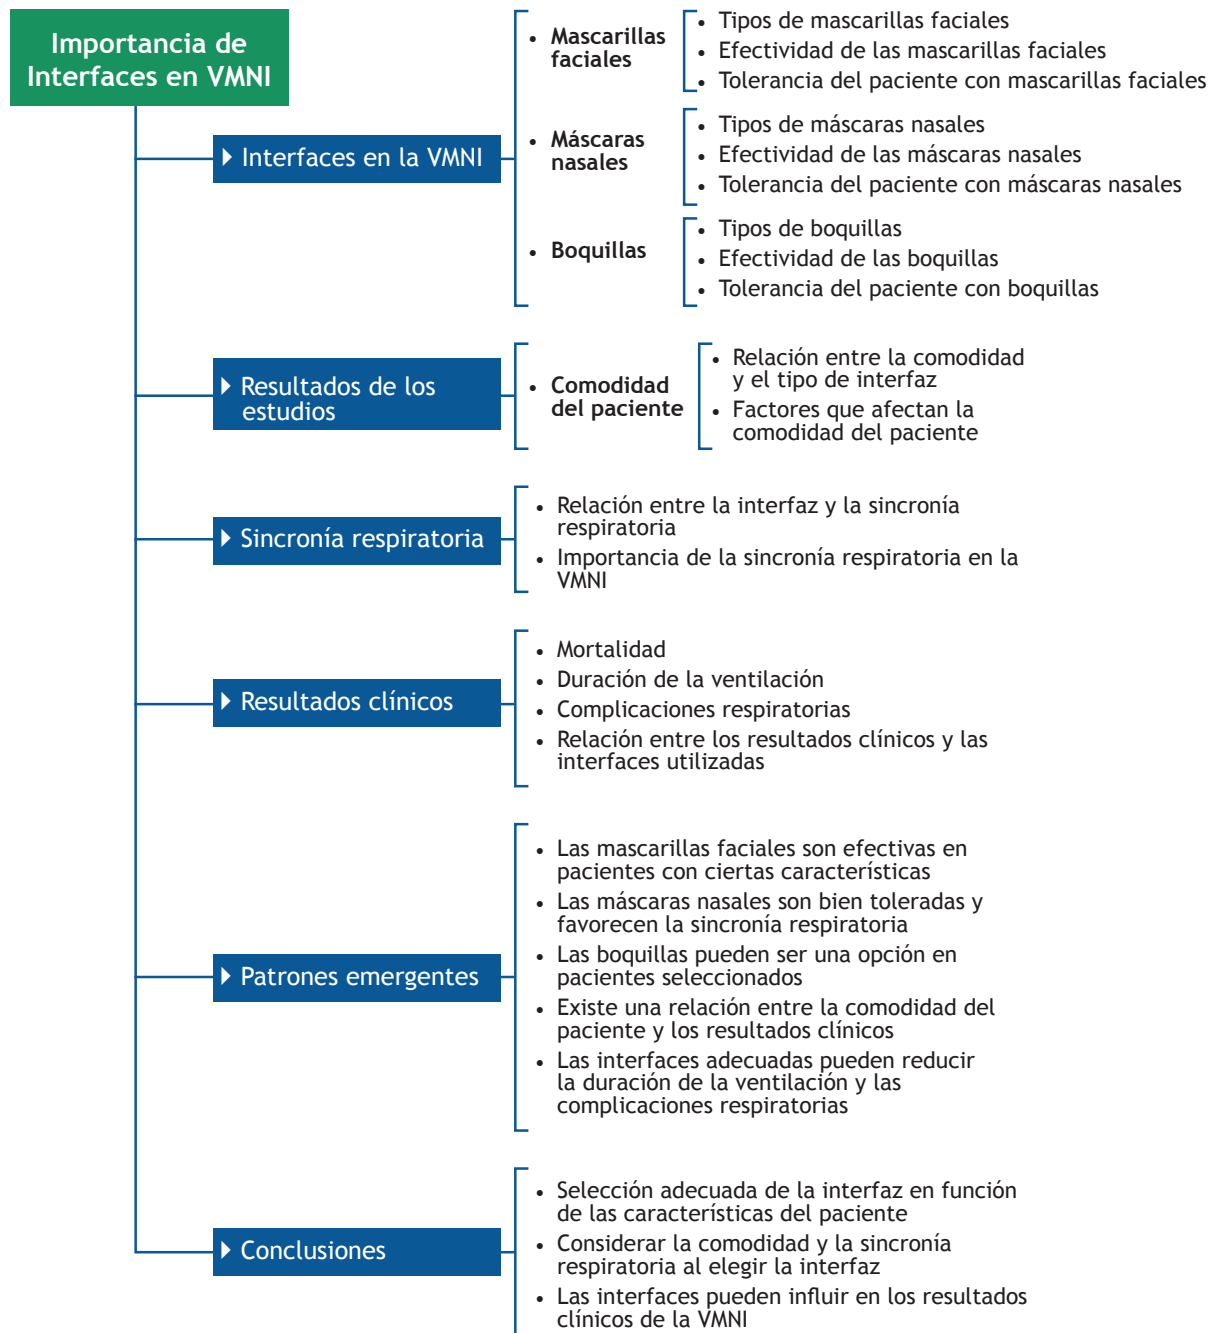 Importancia de
Interfaces en VMNI
Interfaces en la VMNI
• Mascarillas
faciales
• Tipos de mascarillas faciales
• Efectividad de las mascarillas faciales
• Tolerancia del paciente con mascarillas faciales
• Máscaras
nasales
• Tipos de máscaras nasales
• Efectividad de las máscaras nasales
• Tolerancia del paciente con máscaras nasales
• Boquillas
• Tipos de boquillas
• Efectividad de las boquillas
• Tolerancia del paciente con boquillas
Resultados de los
estudios
• Comodidad
del paciente
• Relación entre la comodidad
y el tipo de interfaz
• Factores que afectan la
comodidad del paciente
Sincronía respiratoria
• Relación entre la interfaz y la sincronía
respiratoria
• Importancia de la sincronía respiratoria en la
VMNI
Resultados clínicos
• Mortalidad
• Duración de la ventilación
• Complicaciones respiratorias
• Relación entre los resultados clínicos y las
interfaces utilizadas
Patrones emergentes
• Las mascarillas faciales son efectivas en
pacientes con ciertas características
• Las máscaras nasales son bien toleradas y
favorecen la sincronía respiratoria
• Las boquillas pueden ser una opción en
pacientes seleccionados
• Existe una relación entre la comodidad del
paciente y los resultados clínicos
• Las interfaces adecuadas pueden reducir
la duración de la ventilación y las
complicaciones respiratorias
Conclusiones
• Selección adecuada de la interfaz en función
de las características del paciente
• Considerar la comodidad y la sincronía
respiratoria al elegir la interfaz
• Las interfaces pueden influir en los resultados
clínicos de la VMNI